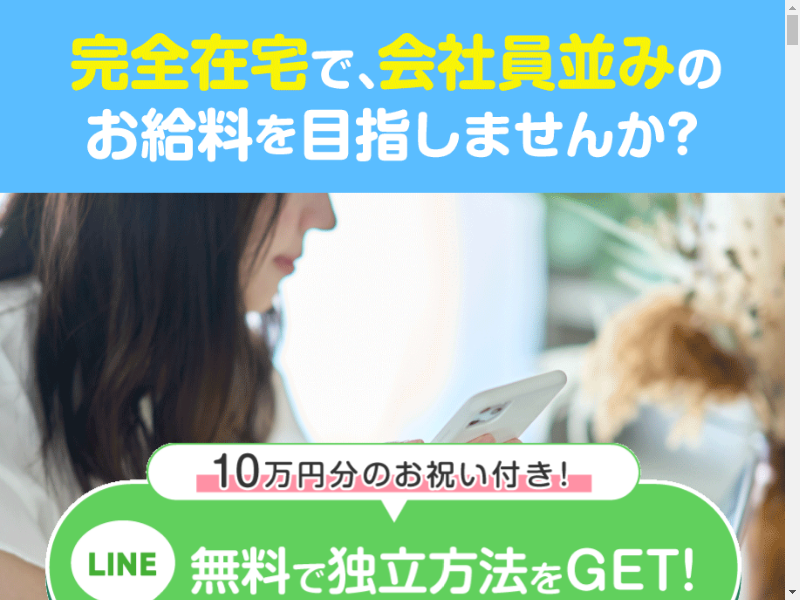 完全在宅で、会社員並みの
お給料を目指しませんか?
10万円分のお祝い付き!
LINE 無料で独立方法をGET!